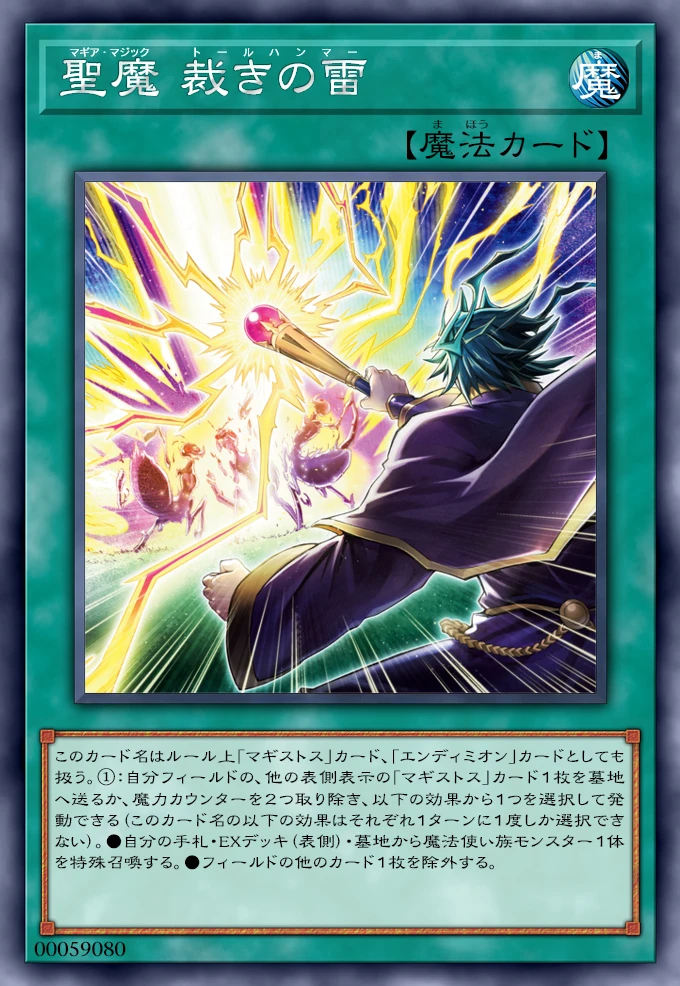 マギア・マジック トールハンマー
聖魔 裁きの雷
ま
魔
ま ほう
【魔法カード】
このカード名はルール上「マギストス」カード、「エンディミオン」カードとしても
扱う。①:自分フィールドの、他の表側表示の「マギストス」カード1枚を墓地
へ送るか、魔力カウンターを2つ取り除き、以下の効果から1つを選択して発
動できる(このカード名の以下の効果はそれぞれ1ターンに1度しか選択でき
ない)。●自分の手札・EXデッキ(表側)・墓地から魔法使い族モンスター1体
を特殊召喚する。●フィールドの他のカード1枚を除外する。
00059080